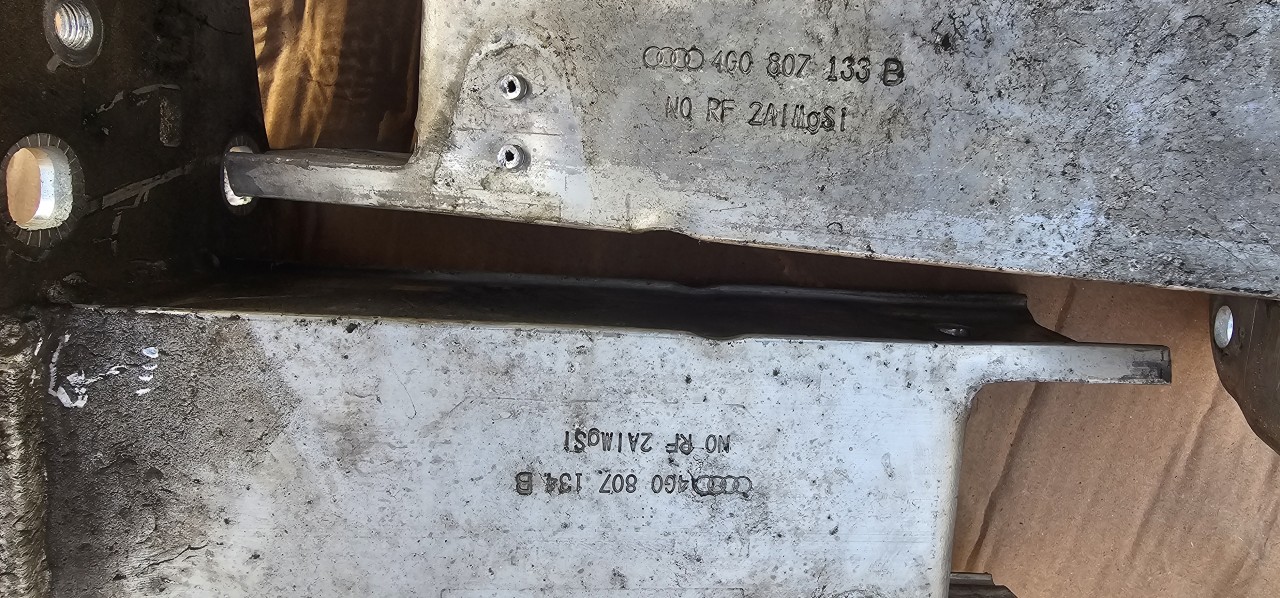 4G0 807 133 B
NO RF 2AlMgSi
4G0 807 134 B
NO RF 2AlMgSi